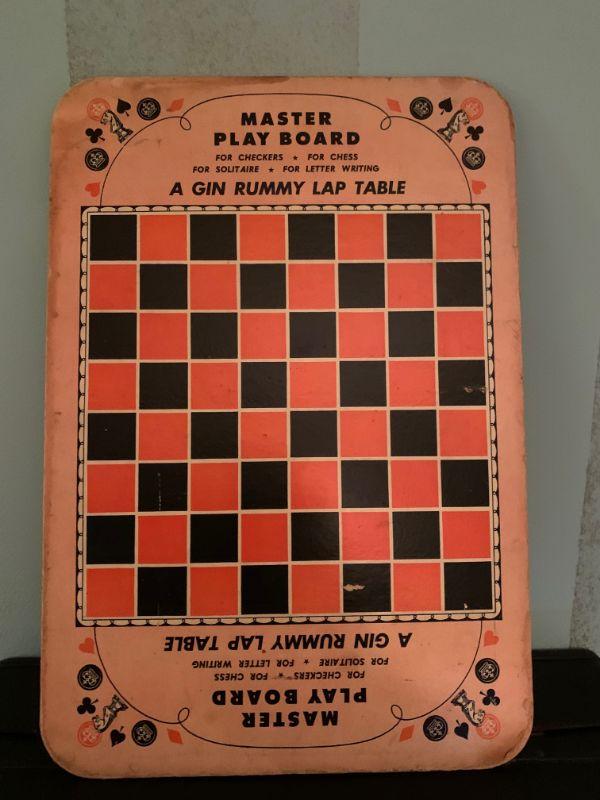 MASTER
PLAY BOARD
FOR CHECKERS ★ FOR CHESS
FOR SOLITAIRE ★ FOR LETTER WRITING
A GIN RUMMY LAP TABLE
MASTER
PLAY BOARD
FOR CHECKERS ★ FOR CHESS
FOR SOLITAIRE ★ FOR LETTER WRITING
A GIN RUMMY LAP TABLE